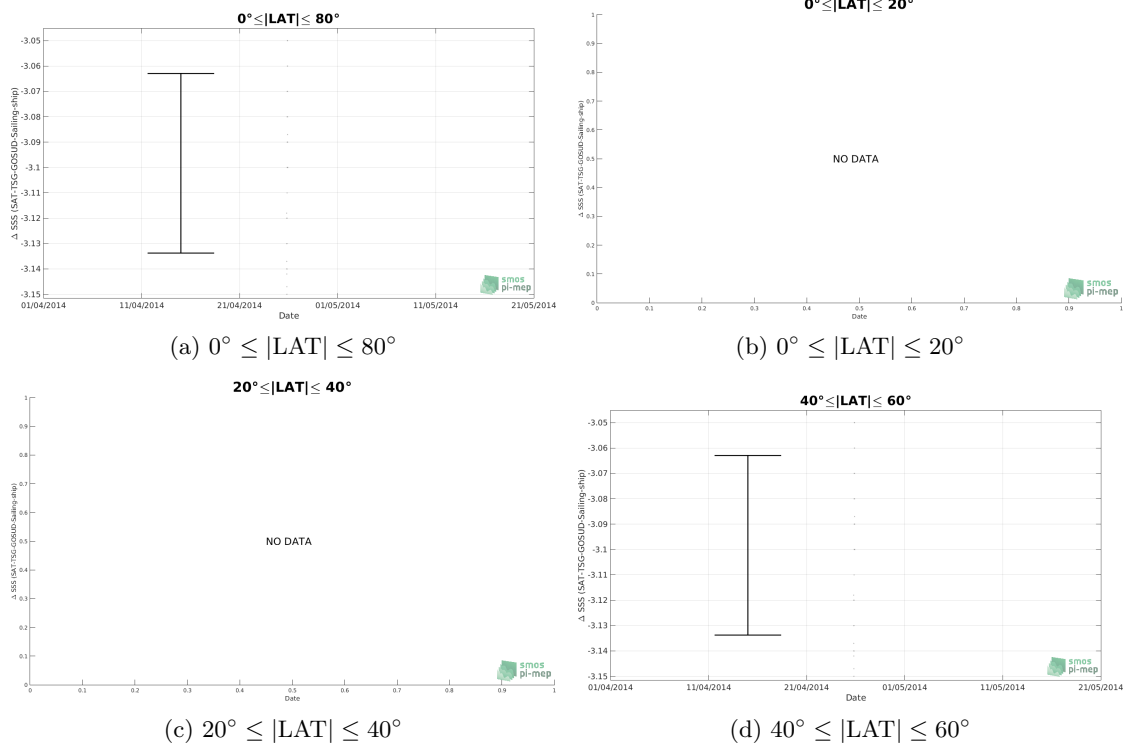 0°≤|LAT|≤ 80°
Δ SSS (SAT-TSG-GOSUD-Sailing-ship)
-3.05
-3.06
-3.07
-3.08
-3.09
-3.1
-3.11
-3.12
-3.13
-3.14
-3.15
01/04/2014 11/04/2014 21/04/2014 01/05/2014 11/05/2014 21/05/2014
Date
smos
pi-mep
(a) 0° ≤ |LAT| ≤ 80°
0°≤|LAT|≤ 20°
Δ SSS (SAT-TSG-GOSUD-Sailing-ship)
1
0.9
0.8
0.7
0.6
0.5
0.4
0.3
0.2
0.1
0
NO DATA
0 0.1 0.2 0.3 0.4 0.5 0.6 0.7 0.8 0.9 1
Date
smos
pi-mep
(b) 0° ≤ |LAT| ≤ 20°
20°≤|LAT|≤ 40°
Δ SSS (SAT-TSG-GOSUD-Sailing-ship)
1
0.9
0.8
0.7
0.6
0.5
0.4
0.3
0.2
0.1
0
NO DATA
0 0.1 0.2 0.3 0.4 0.5 0.6 0.7 0.8 0.9 1
Date
smos
pi-mep
(c) 20° ≤ |LAT| ≤ 40°
40°≤|LAT|≤ 60°
Δ SSS (SAT-TSG-GOSUD-Sailing-ship)
-3.05
-3.06
-3.07
-3.08
-3.09
-3.1
-3.11
-3.12
-3.13
-3.14
-3.15
01/04/2014 11/04/2014 21/04/2014 01/05/2014 11/05/2014 21/05/2014
Date
smos
pi-mep
(d) 40° ≤ |LAT| ≤ 60°